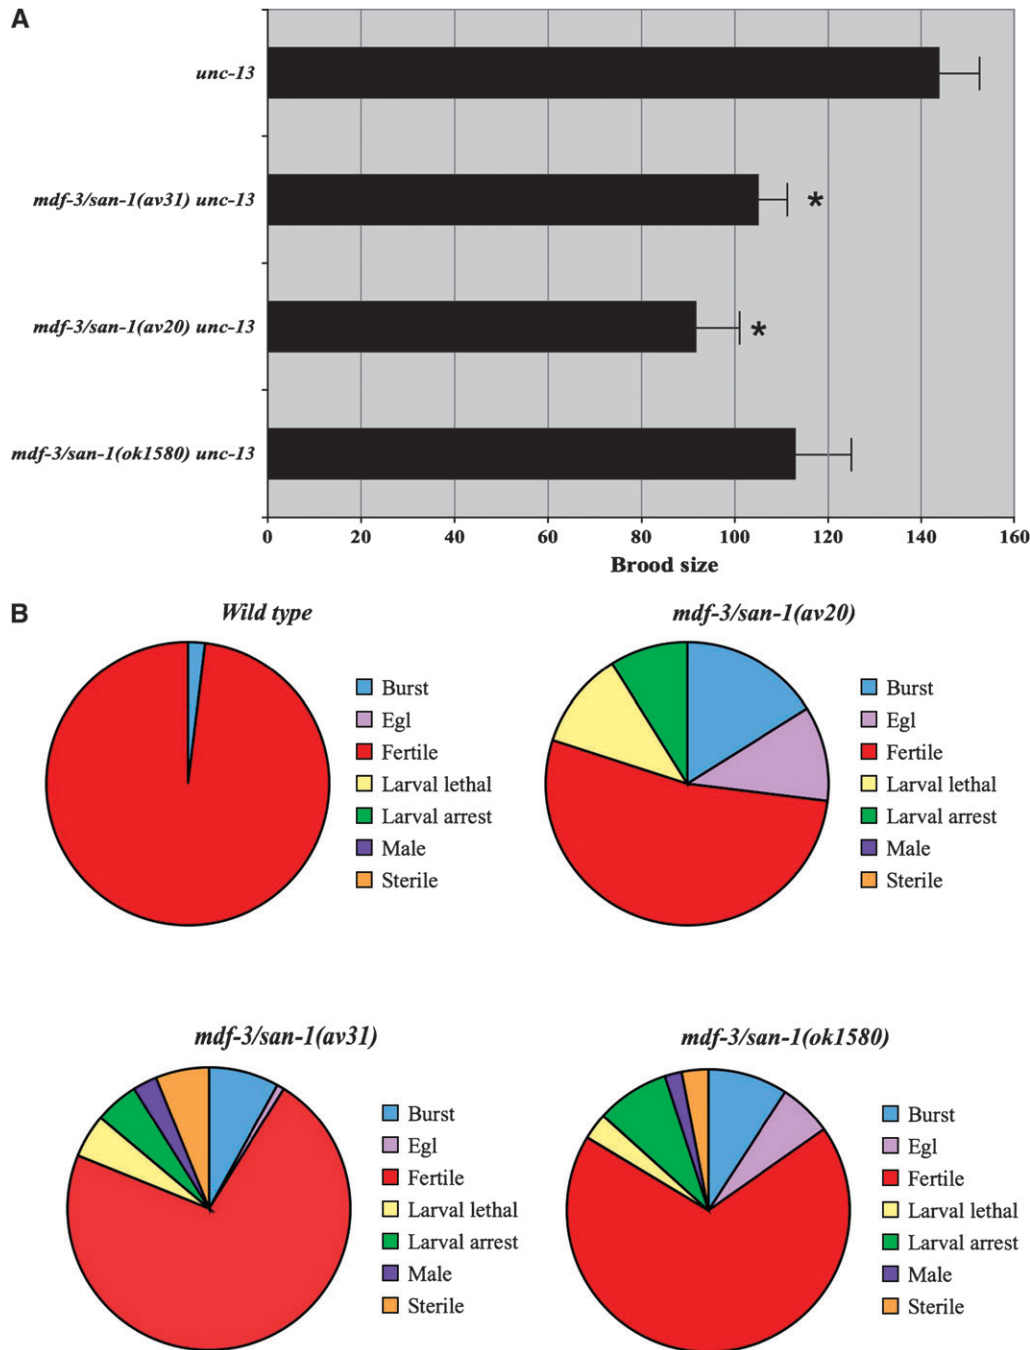 A
unc-13
mdf-3/san-1(av31) unc-13
*
mdf-3/san-1(av20) unc-13
*
mdf-3/san-1(ok1580) unc-13
0 20 40 60 80 100 120 140 160
Brood size
B
Wild type
Burst
Egl
Fertile
Larval lethal
Larval arrest
Male
Sterile
mdf-3/san-1(av20)
Burst
Egl
Fertile
Larval lethal
Larval arrest
Male
Sterile
mdf-3/san-1(av31)
Burst
Egl
Fertile
Larval lethal
Larval arrest
Male
Sterile
mdf-3/san-1(ok1580)
Burst
Egl
Fertile
Larval lethal
Larval arrest
Male
Sterile